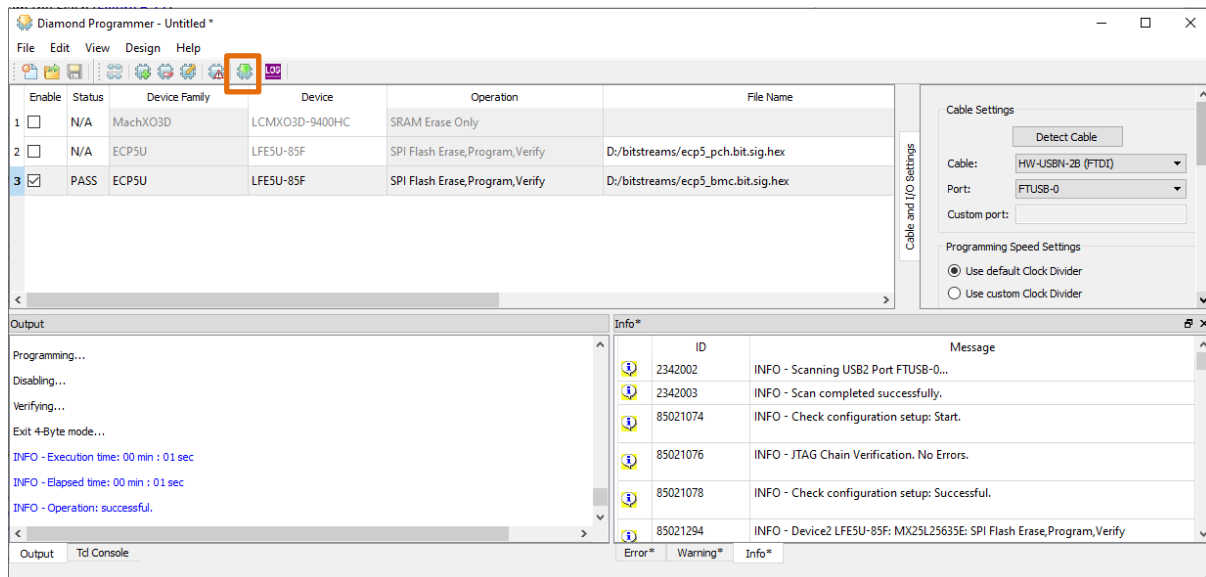 Diamond Programmer - Untitled *
File Edit View Design Help
LOG
Enable Status Device Family Device Operation File Name
1 N/A MachXO3D LCMXO3D-9400HC SRAM Erase Only
2 N/A ECP5U LFE5U-85F SPI Flash Erase,Program,Verify D:/bitstreams/ecp5_pch.bit.sig.hex
3 PASS ECP5U LFE5U-85F SPI Flash Erase,Program,Verify D:/bitstreams/ecp5_bmc.bit.sig.hex
Cable and I/O Settings
Cable Settings
Detect Cable
Cable: HW-USBN-2B (FTDI)
Port: FTUSB-0
Custom port:
Programming Speed Settings
Use default Clock Divider
Use custom Clock Divider
Output
Programming...
Disabling...
Verifying...
Exit 4-Byte mode...
INFO - Execution time: 00 min : 01 sec
INFO - Elapsed time: 00 min : 01 sec
INFO - Operation: successful.
Output Tcl Console
Info*
ID Message
2342002 INFO - Scanning USB2 Port FTUSB-0...
2342003 INFO - Scan completed successfully.
85021074 INFO - Check configuration setup: Start.
85021076 INFO - JTAG Chain Verification. No Errors.
85021078 INFO - Check configuration setup: Successful.
85021294 INFO - Device2 LFE5U-85F: MX25L25635E: SPI Flash Erase,Program,Verify
Error* Warning* Info*